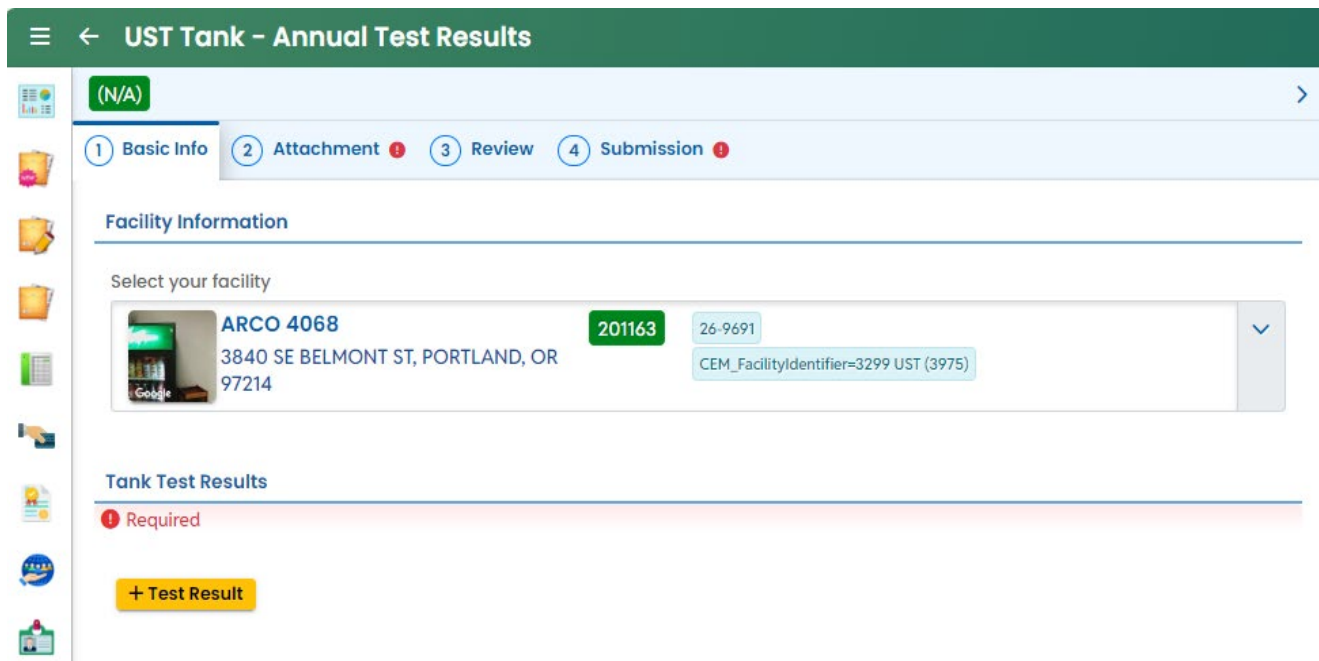 UST Tank - Annual Test Results
(N/A)
1 Basic Info 2 Attachment 3 Review 4 Submission
Facility Information
Select your facility
ARCO 4068 201163 26-9691
3840 SE BELMONT ST, PORTLAND, OR CEM_FacilityIdentifier=3299 UST (3975)
97214
Google
Tank Test Results
Required
+ Test Result